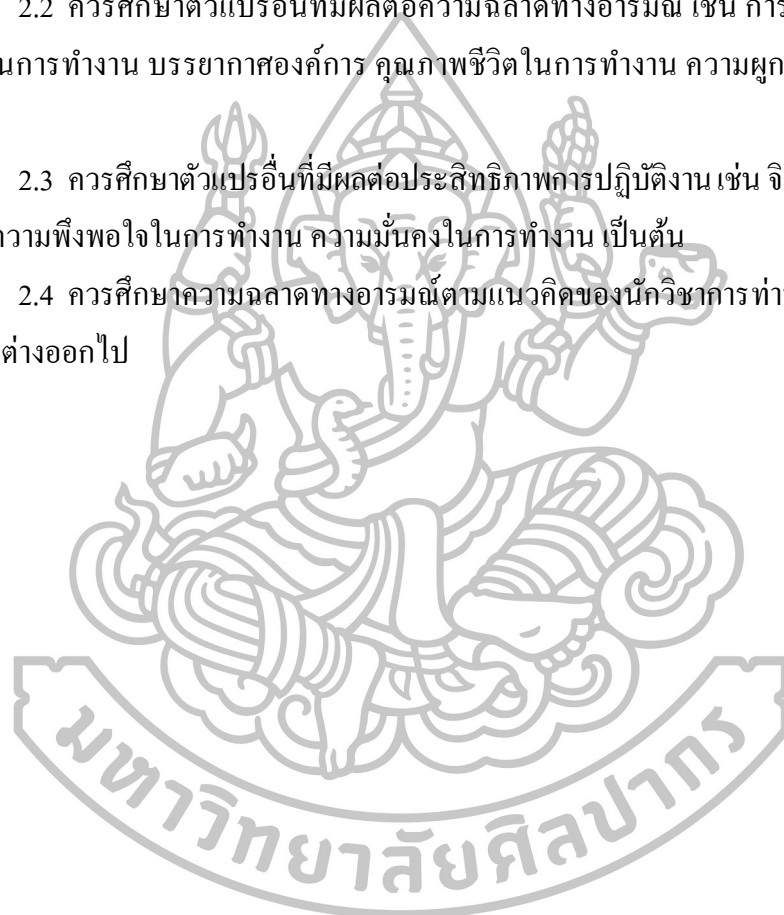 2.2 ควรศึกษาตัวแปรอื่นที่มีผลต่อความฉลาดทางอารมณ์ เช่น การ
นการทำงาน บรรยากาศองค์การ คุณภาพชีวิตในการทำงาน ความผูก
2.3 ควรศึกษาตัวแปรอื่นที่มีผลต่อประสิทธิภาพการปฏิบัติงาน เช่น จิ
ความพึงพอใจในการทำงาน ความมั่นคงในการทำงาน เป็นต้น
2.4 ควรศึกษาความฉลาดทางอารมณ์ตามแนวคิดของนักวิชาการท่า
ต่างออกไป
มหาวิทยาลัยศิลปากร